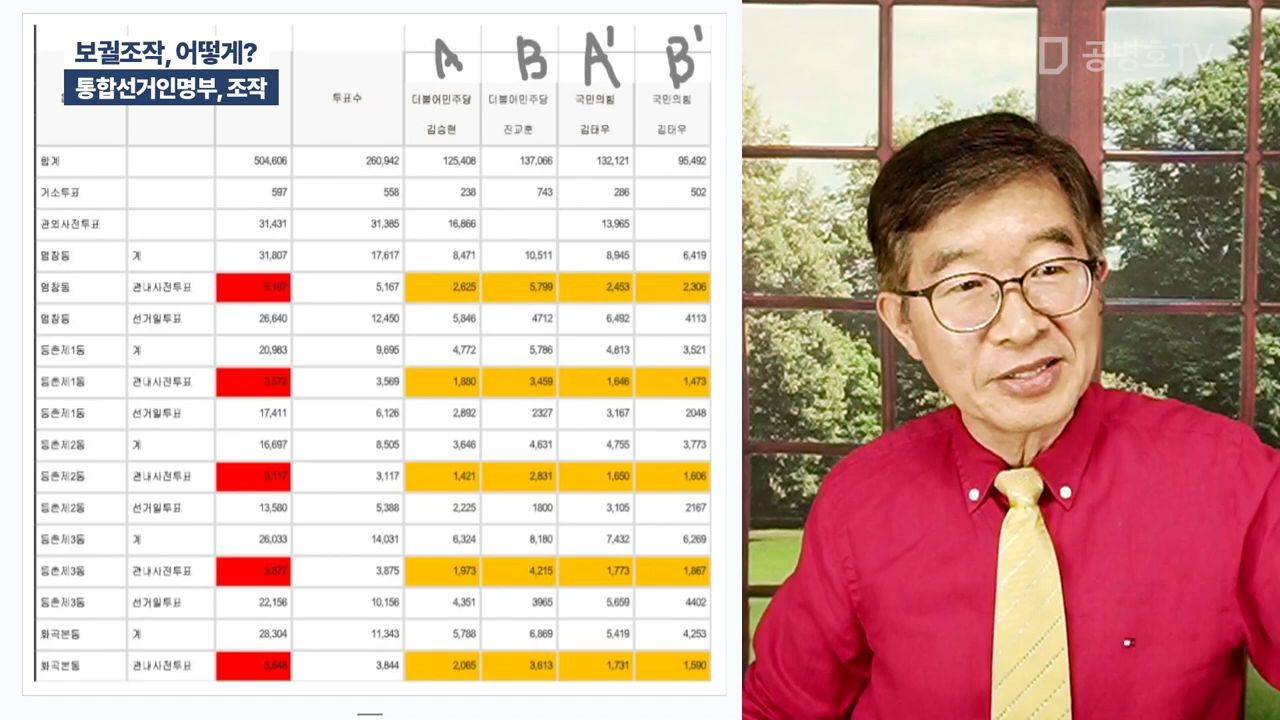 보궐조작, 어떻게?
통합선거인명부, 조작
공병호TV
A B A' B'
투표수 더불어민주당 더불어민주당 국민의힘 국민의힘
김승현 진교훈 김태우 김태우
합계 504,606 260,942 125,408 137,066 132,121 95,492
거소투표 597 558 238 743 286 502
관외사전투표 31,431 31,385 16,866 13,965
염창동 계 31,807 17,617 8,471 10,511 8,945 6,419
염창동 관내사전투표 5,167 5,167 2,625 5,799 2,453 2,306
염창동 선거일투표 26,640 12,450 5,846 4712 6,492 4113
등촌제1동 계 20,983 9,695 4,772 5,786 4,813 3,521
등촌제1동 관내사전투표 3,572 3,569 1,880 3,459 1,646 1,473
등촌제1동 선거일투표 17,411 6,126 2,892 2327 3,167 2048
등촌제2동 계 16,697 8,505 3,646 4,631 4,755 3,773
등촌제2동 관내사전투표 3,117 3,117 1,421 2,831 1,650 1,606
등촌제2동 선거일투표 13,580 5,388 2,225 1800 3,105 2167
등촌제3동 계 26,033 14,031 6,324 8,180 7,432 6,269
등촌제3동 관내사전투표 3,877 3,875 1,973 4,215 1,773 1,867
등촌제3동 선거일투표 22,156 10,156 4,351 3965 5,659 4402
화곡본동 계 28,304 11,343 5,788 6,869 5,419 4,253
화곡본동 관내사전투표 3,848 3,844 2,065 3,613 1,731 1,590